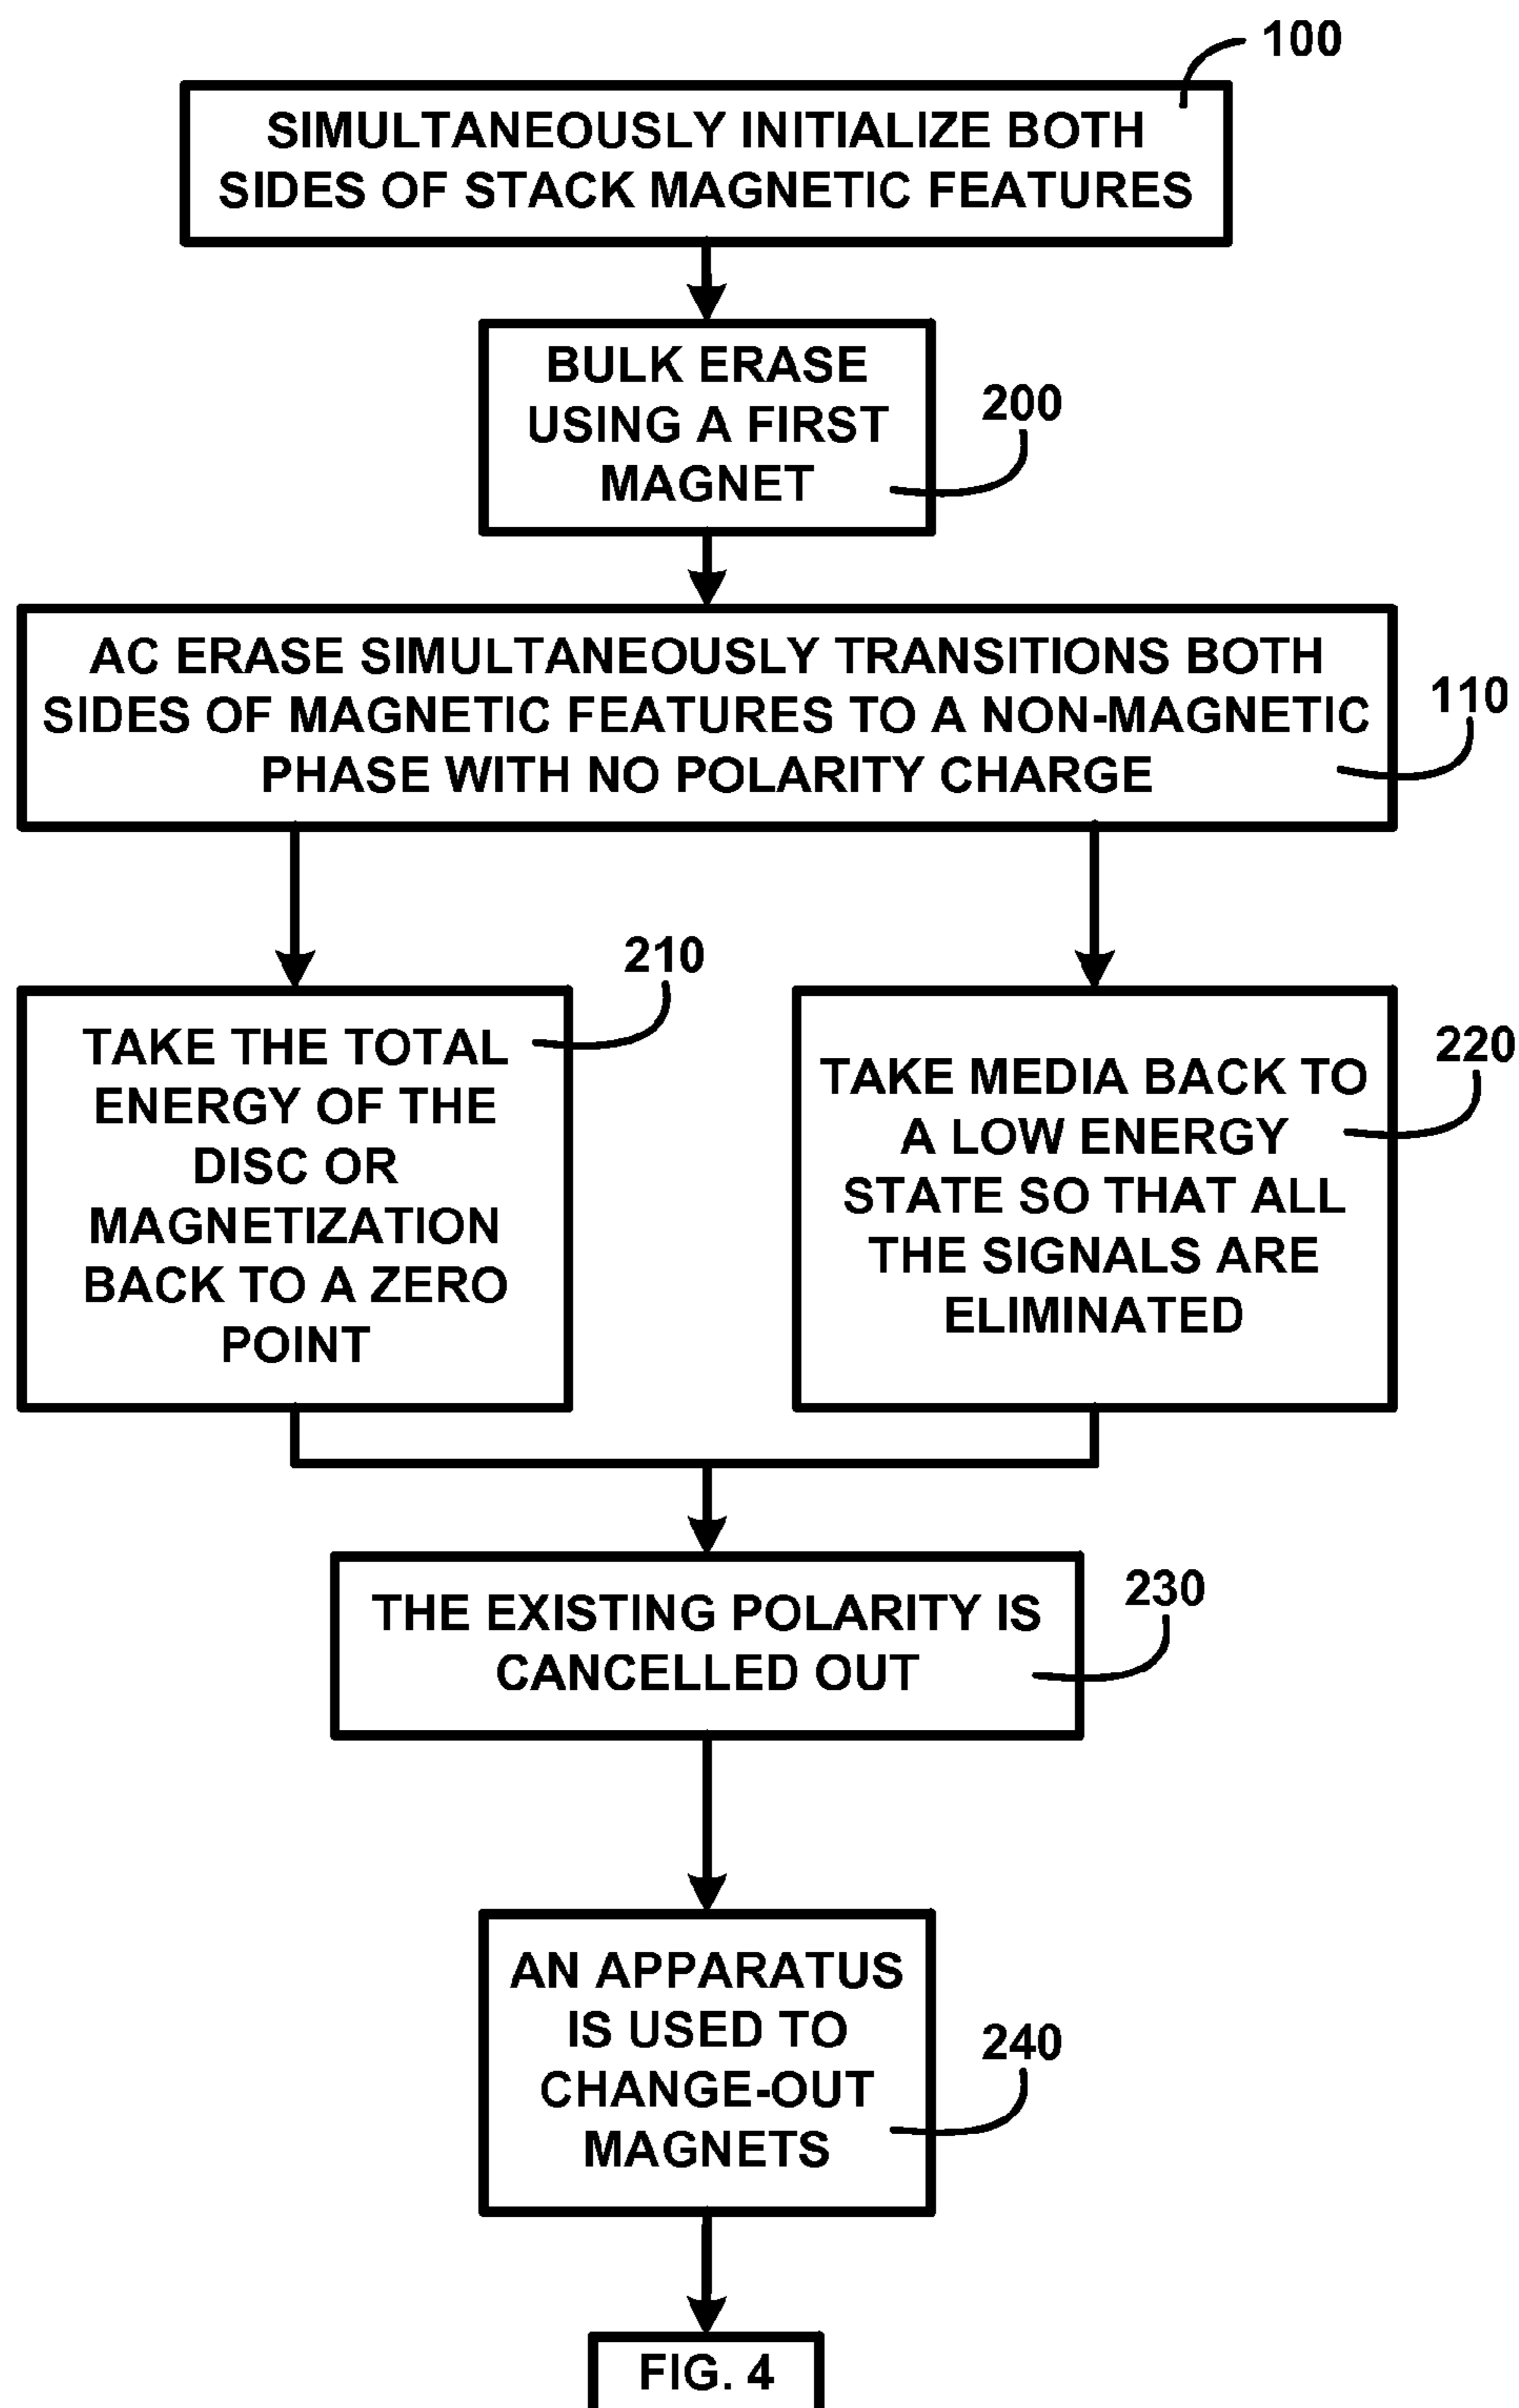 100
SIMULTANEOUSLY INITIALIZE BOTH
SIDES OF STACK MAGNETIC FEATURES
BULK ERASE
USING A FIRST
MAGNET
200
AC ERASE SIMULTANEOUSLY TRANSITIONS BOTH
SIDES OF MAGNETIC FEATURES TO A NON-MAGNETIC
PHASE WITH NO POLARITY CHARGE
110
210
TAKE THE TOTAL
ENERGY OF THE
DISC OR
MAGNETIZATION
BACK TO A ZERO
POINT
220
TAKE MEDIA BACK TO
A LOW ENERGY
STATE SO THAT ALL
THE SIGNALS ARE
ELIMINATED
THE EXISTING POLARITY IS
CANCELLED OUT
230
AN APPARATUS
IS USED TO
CHANGE-OUT
MAGNETS
240
FIG. 4